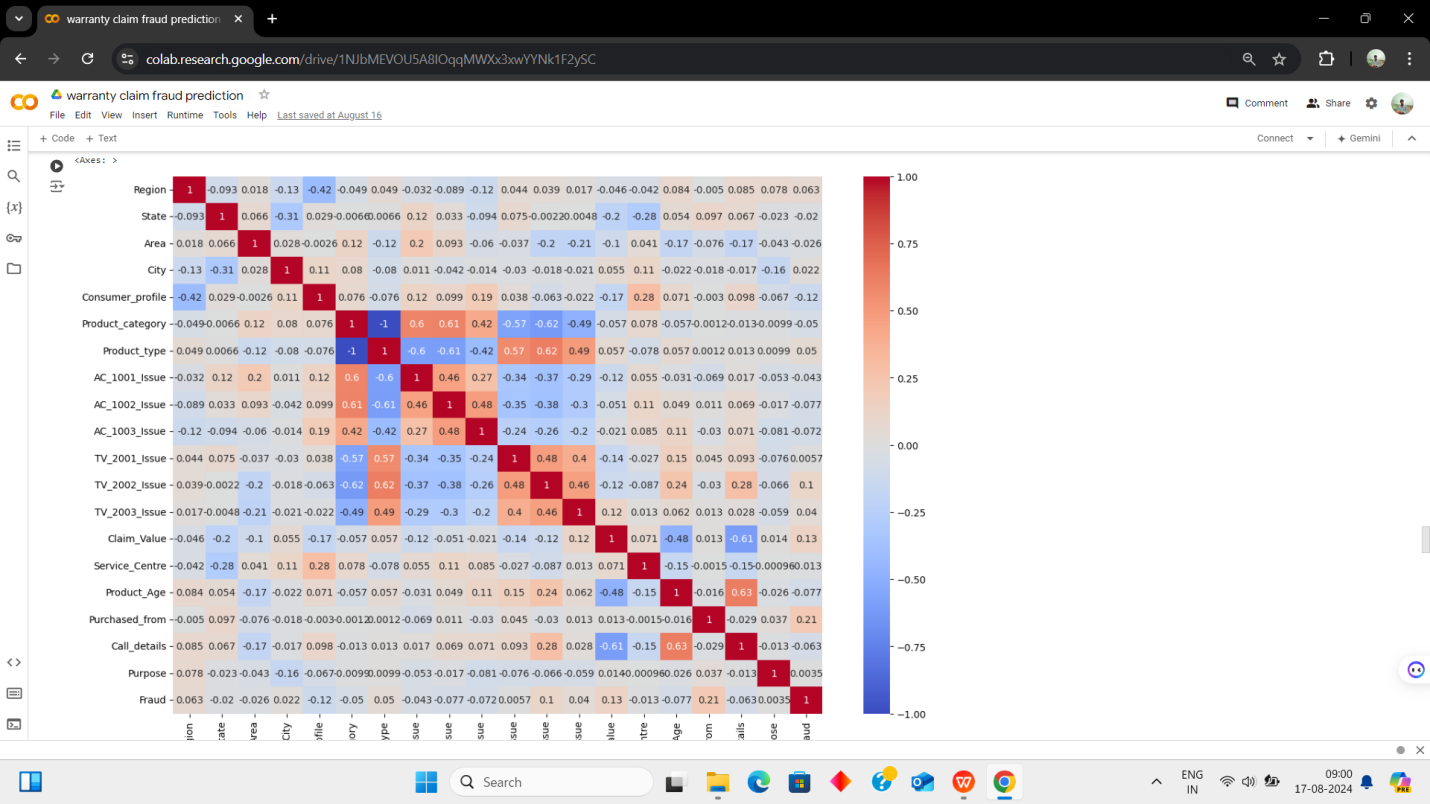 warranty claim fraud prediction
colab.research.google.com/drive/1NJbMEVOU5A8IOqqMWXx3xwYYNk1F2ySC
warranty claim fraud prediction
File Edit View Insert Runtime Tools Help Last saved at August 16
Comment Share
+ Code + Text
Connect Gemini
<Axes: >
Region 1 -0.093 0.018 -0.13 -0.42 -0.049 0.049 -0.032 -0.089 -0.12 0.044 0.039 0.017 -0.046 -0.042 0.084 -0.005 0.085 0.078 0.063
State -0.093 1 0.066 -0.31 0.029 -0.0066 0.0066 0.12 0.033 -0.094 0.075 -0.0022 -0.0048 -0.2 -0.28 0.054 0.097 0.067 -0.023 -0.02
Area 0.018 0.066 1 0.028 -0.0026 0.12 -0.12 0.2 0.093 -0.06 -0.037 -0.2 -0.21 -0.1 0.041 -0.17 -0.076 -0.17 -0.043 -0.026
City -0.13 -0.31 0.028 1 0.11 0.08 -0.08 0.011 -0.042 -0.014 -0.03 -0.018 -0.021 0.055 0.11 -0.022 -0.018 -0.017 -0.16 0.022
Consumer_profile -0.42 0.029 -0.0026 0.11 1 0.076 -0.076 0.12 0.099 0.19 0.038 -0.063 -0.022 -0.17 0.28 0.071 -0.003 0.098 -0.067 -0.12
Product_category -0.049 -0.0066 0.12 0.08 0.076 1 -1 0.6 0.61 0.42 -0.57 -0.62 -0.49 -0.057 0.078 -0.057 -0.0012 -0.013 -0.0099 -0.05
Product_type 0.049 0.0066 -0.12 -0.08 -0.076 -1 1 -0.6 -0.61 -0.42 0.57 0.62 0.49 0.057 -0.078 0.057 0.0012 0.013 0.0099 0.05
AC_1001_Issue -0.032 0.12 0.2 0.011 0.12 0.6 -0.6 1 0.46 0.27 -0.34 -0.37 -0.29 -0.12 0.055 -0.031 -0.069 0.017 -0.053 -0.043
AC_1002_Issue -0.089 0.033 0.093 -0.042 0.099 0.61 -0.61 0.46 1 0.48 -0.35 -0.38 -0.3 -0.051 0.11 0.049 0.011 0.069 -0.017 -0.077
AC_1003_Issue -0.12 -0.094 -0.06 -0.014 0.19 0.42 -0.42 0.27 0.48 1 -0.24 -0.26 -0.2 -0.021 0.085 0.11 -0.03 0.071 -0.081 -0.072
TV_2001_Issue 0.044 0.075 -0.037 -0.03 0.038 -0.57 0.57 -0.34 -0.35 -0.24 1 0.48 0.4 -0.14 -0.027 0.15 0.045 0.093 -0.076 0.0057
TV_2002_Issue 0.039 -0.0022 -0.2 -0.018 -0.063 -0.62 0.62 -0.37 -0.38 -0.26 0.48 1 0.46 -0.12 -0.087 0.24 -0.03 0.28 -0.066 0.1
TV_2003_Issue 0.017 -0.0048 -0.21 -0.021 -0.022 -0.49 0.49 -0.29 -0.3 -0.2 0.4 0.46 1 0.12 0.013 0.062 0.013 0.028 -0.059 0.04
Claim_Value -0.046 -0.2 -0.1 0.055 -0.17 -0.057 0.057 -0.12 -0.051 -0.021 -0.14 -0.12 0.12 1 0.071 -0.48 0.013 -0.61 0.014 0.13
Service_Centre -0.042 -0.28 0.041 0.11 0.28 0.078 -0.078 0.055 0.11 0.085 -0.027 -0.087 0.013 0.071 1 -0.15 -0.0015 -0.15 -0.00096 -0.013
Product_Age 0.084 0.054 -0.17 -0.022 0.071 -0.057 0.057 -0.031 0.049 0.11 0.15 0.24 0.062 -0.48 -0.15 1 -0.016 0.63 -0.026 -0.077
Purchased_from -0.005 0.097 -0.076 -0.018 -0.003 -0.0012 0.0012 -0.069 0.011 -0.03 0.045 -0.03 0.013 0.013 -0.0015 -0.016 1 -0.029 0.037 0.21
Call_details 0.085 0.067 -0.17 -0.017 0.098 -0.013 0.013 0.017 0.069 0.071 0.093 0.28 0.028 -0.61 -0.15 0.63 -0.029 1 -0.013 -0.063
Purpose 0.078 -0.023 -0.043 -0.16 -0.067 -0.0099 0.0099 -0.053 -0.017 -0.081 -0.076 -0.066 -0.059 0.014 -0.00096 -0.026 0.037 -0.013 1 0.0035
Fraud 0.063 -0.02 -0.026 0.022 -0.12 -0.05 0.05 -0.043 -0.077 -0.072 0.0057 0.1 0.04 0.13 -0.013 -0.077 0.21 -0.063 0.0035 1
gion tate Area City ofile gory type ssue ssue ssue ssue ssue ssue alue ntre Age rom tails ose aud
1.00
0.75
0.50
0.25
0.00
−0.25
−0.50
−0.75
−1.00
Search
ENG
IN
09:00
17-08-2024
PRE